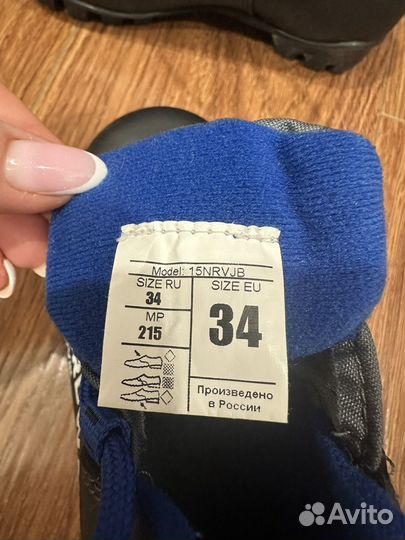 Model: 15NRVJB
SIZE RU
34
MP
215
SIZE EU
34
Произведено
в России
Avito